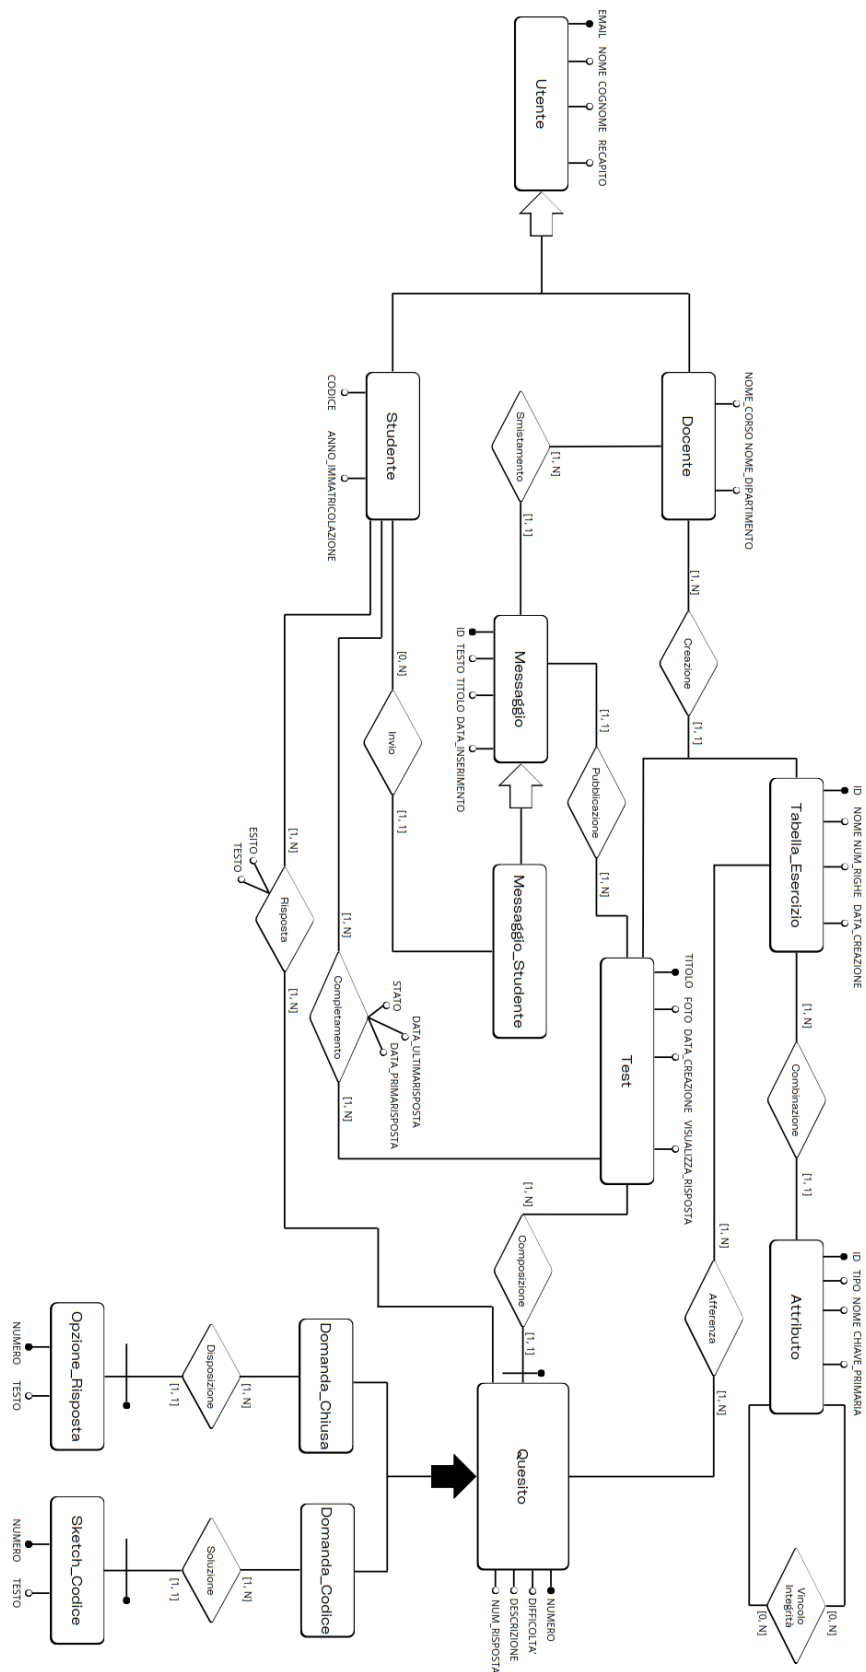 EMAIL
NOME
COGNOME
RECAPITO
Utente
CODICE
ANNO_IMMATRICOLAZIONE
Studente
NOME_CORSO
NOME_DIPARTIMENTO
Docente
Smistamento
[1, N]
[1, 1]
[1, N]
Creazione
[1, 1]
ID
TESTO
TITOLO
DATA_INSERIMENTO
Messaggio
[1, 1]
Pubblicazione
[1, N]
[0, N]
Invio
[1, 1]
Messaggio_Studente
ID
NOME
NUM_RIGHE
DATA_CREAZIONE
Tabella_Esercizio
[1, N]
Risposta
ESITO
TESTO
[1, N]
[1, N]
Completamento
STATO
DATA_ULTIMARISPOSTA
DATA_PRIMARISPOSTA
[1, N]
TITOLO
FOTO
DATA_CREAZIONE
VISUALIZZA_RISPOSTA
Test
[1, N]
Combinazione
[1, 1]
[1, N]
Composizione
[1, 1]
[1, N]
Afferenza
[1, N]
ID
TIPO
NOME
CHIAVE_PRIMARIA
Attributo
[0, N]
Vincolo
Integrità
[0, N]
Quesito
NUMERO
DIFFICOLTA'
DESCRIZIONE
NUM_RISPOSTA
Domanda_Chiusa
[1, N]
Disposizione
[1, 1]
Opzione_Risposta
NUMERO
TESTO
Domanda_Codice
[1, N]
Soluzione
[1, 1]
Sketch_Codice
NUMERO
TESTO